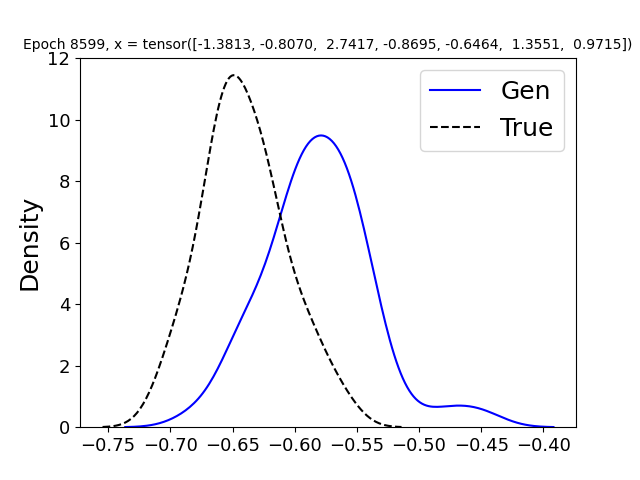 Epoch 8599, x = tensor([-1.3813, -0.8070,  2.7417, -0.8695, -0.6464,  1.3551,  0.9715])
12
10
8
6
4
2
0
Density
Gen
True
−0.75 −0.70 −0.65 −0.60 −0.55 −0.50 −0.45 −0.40